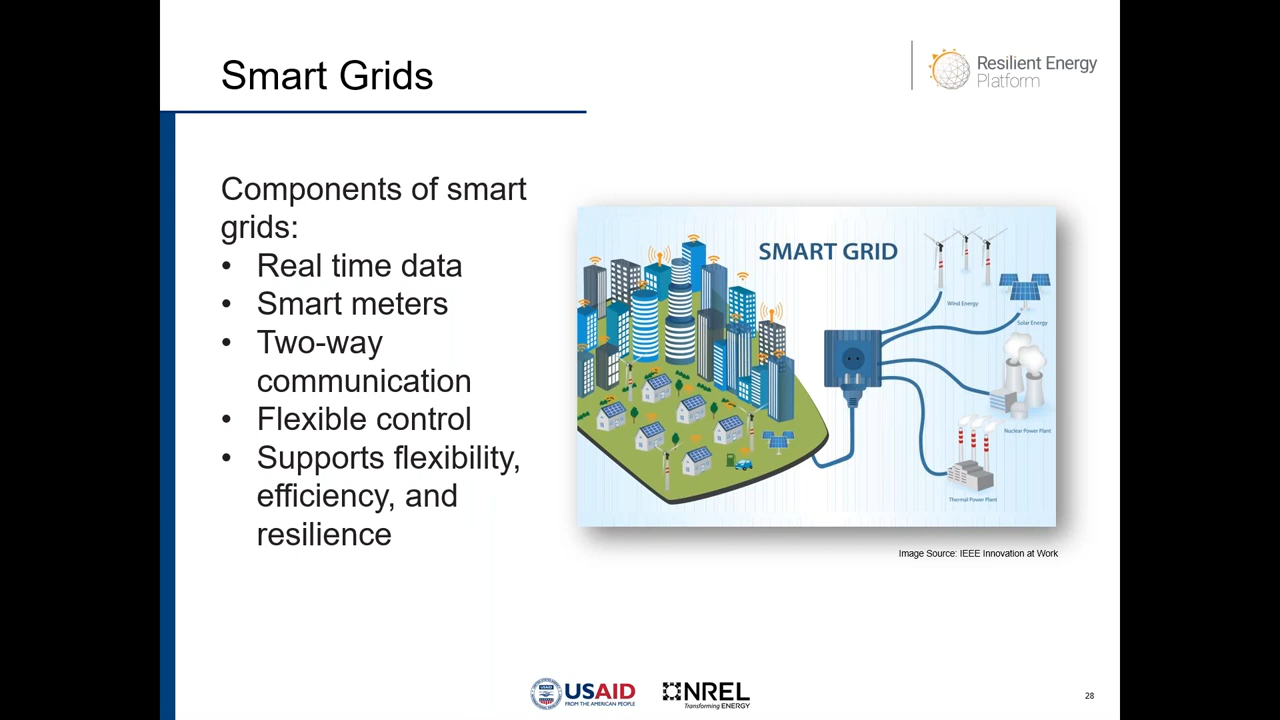 Smart Grids
Resilient Energy
Platform
Components of smart
grids:
• Real time data
• Smart meters
• Two-way
communication
• Flexible control
• Supports flexibility,
efficiency, and
resilience
SMART GRID
Wind Energy
Solar Energy
Nuclear Power Plant
Thermal Power Plant
Image Source: IEEE Innovation at Work
USAID
FROM THE AMERICAN PEOPLE
NREL
Transforming ENERGY
28